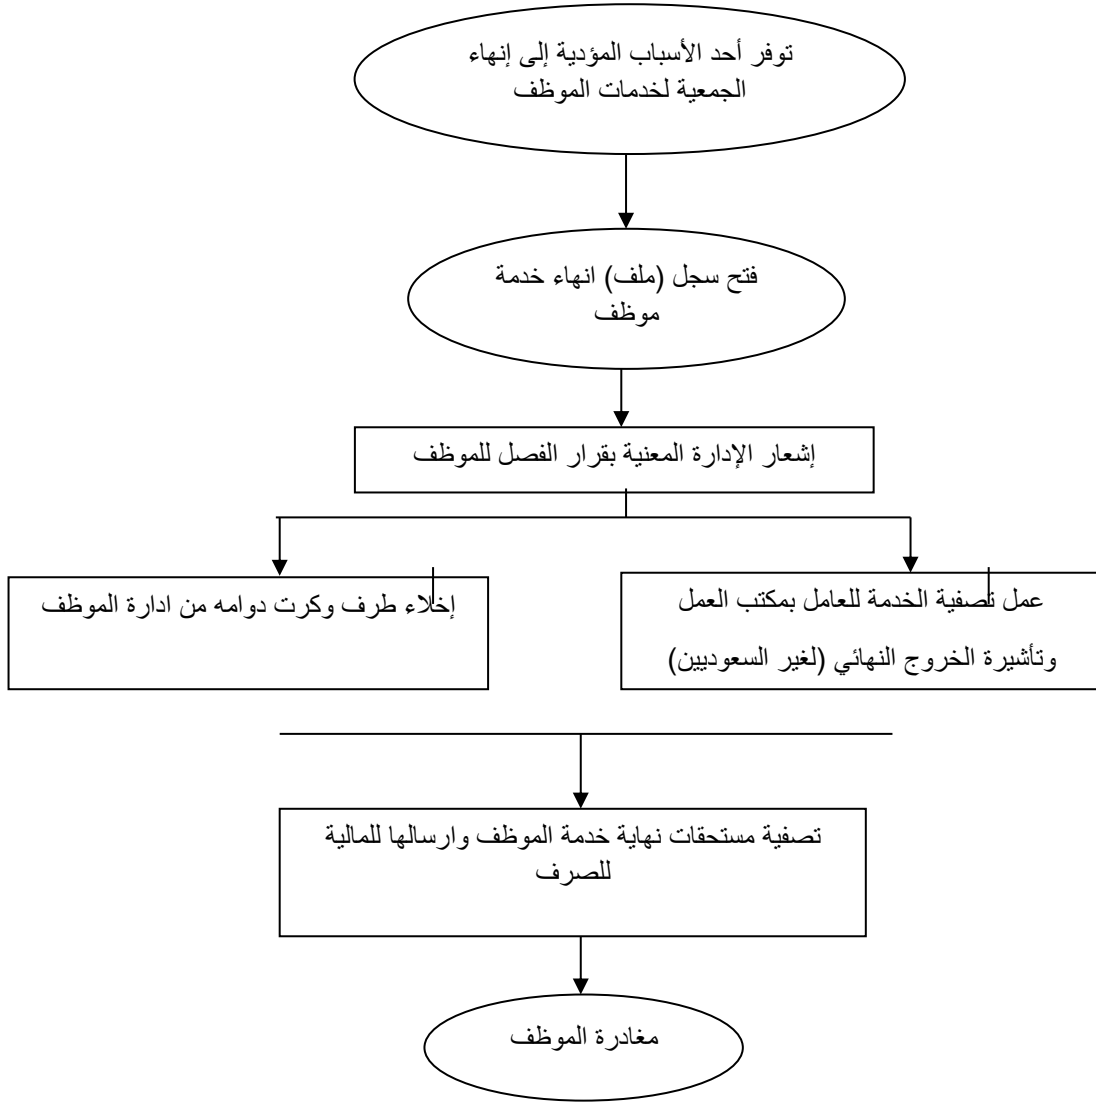 توفر أحد الأسباب المؤدية إلى إنهاء
الجمعية لخدمات الموظف
فتح سجل (ملف) انهاء خدمة
موظف
إشعار الإدارة المعنية بقرار الفصل للموظف
عمل تصفية الخدمة للعامل بمكتب العمل
وتأشيرة الخروج النهائي (لغير السعوديين)
إخلاء طرف وكرت دوامه من ادارة الموظف
تصفية مستحقات نهاية خدمة الموظف وارسالها للمالية
للصرف
مغادرة الموظف